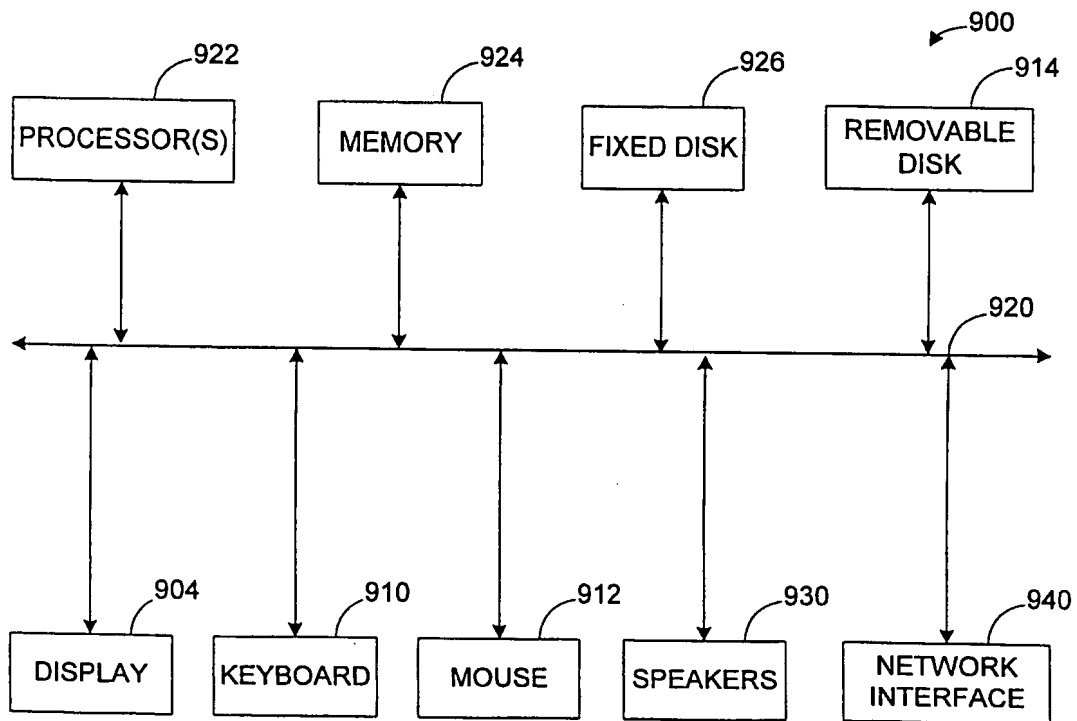 900
922
924
926
914
PROCESSOR(S)
MEMORY
FIXED DISK
REMOVABLE
DISK
920
904
910
912
930
940
DISPLAY
KEYBOARD
MOUSE
SPEAKERS
NETWORK
INTERFACE